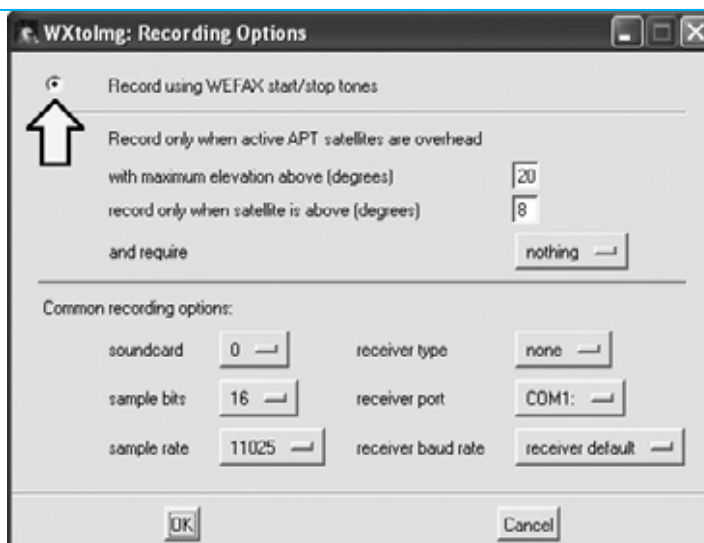 WXtoImg: Recording Options
Record using WEFAX start/stop tones
Record only when active APT satellites are overhead
with maximum elevation above (degrees) 20
record only when satellite is above (degrees) 8
and require nothing
Common recording options:
soundcard 0 receiver type none
sample bits 16 receiver port COM1:
sample rate 11025 receiver baud rate receiver default
OK Cancel